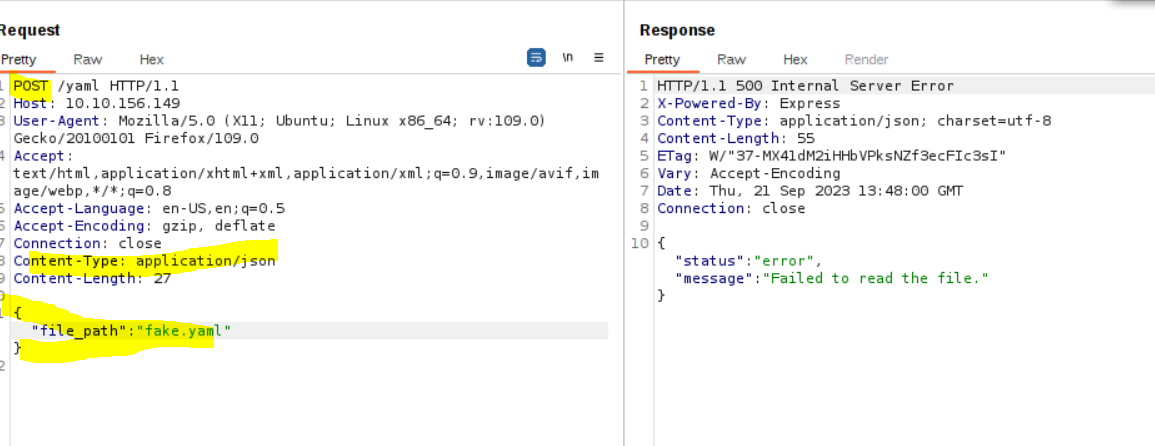 Request
Pretty Raw Hex
\n
1 POST /yaml HTTP/1.1
2 Host: 10.10.156.149
3 User-Agent: Mozilla/5.0 (X11; Ubuntu; Linux x86_64; rv:109.0)
Gecko/20100101 Firefox/109.0
4 Accept:
text/html,application/xhtml+xml,application/xml;q=0.9,image/avif,im
age/webp,*/*;q=0.8
5 Accept-Language: en-US,en;q=0.5
6 Accept-Encoding: gzip, deflate
7 Connection: close
8 Content-Type: application/json
9 Content-Length: 27
0
1 {
"file_path":"fake.yaml"
}
2
Response
Pretty Raw Hex Render
1 HTTP/1.1 500 Internal Server Error
2 X-Powered-By: Express
3 Content-Type: application/json; charset=utf-8
4 Content-Length: 55
5 ETag: W/"37-MX41dM2iHHbVPksNZf3ecFIc3sI"
6 Vary: Accept-Encoding
7 Date: Thu, 21 Sep 2023 13:48:00 GMT
8 Connection: close
9
10 {
"status":"error",
"message":"Failed to read the file."
}